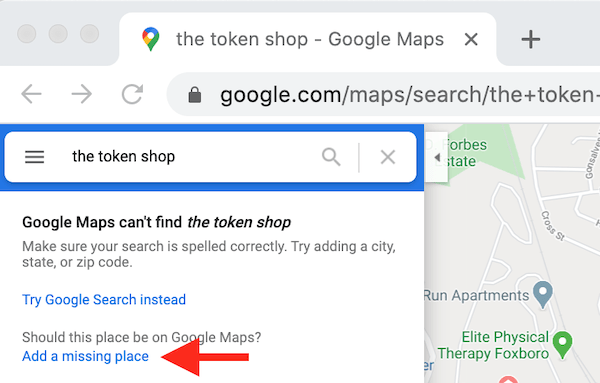 the token shop - Google Maps
google.com/maps/search/the+token
the token shop
Google Maps can't find the token shop
Make sure your search is spelled correctly. Try adding a city,
state, or zip code.
Try Google Search instead
Should this place be on Google Maps?
Add a missing place
Forbes
state
Gonsalves
Cross St
Run Apartments
Elite Physical
Therapy Foxboro
er